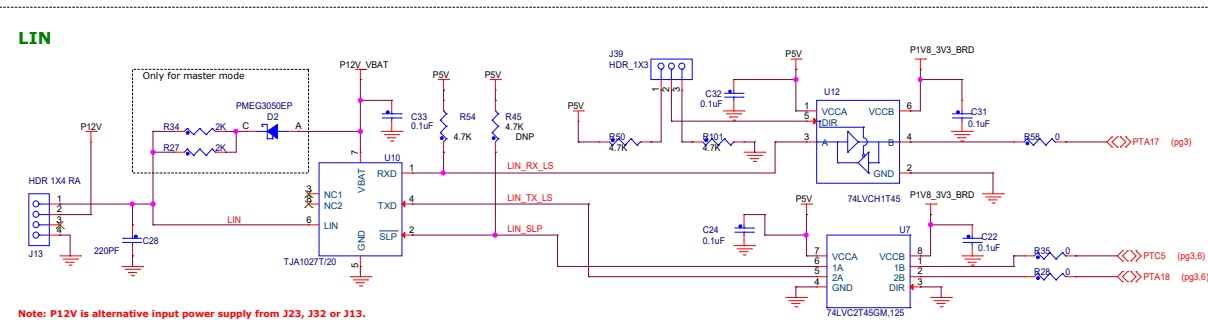 LIN
Only for master mode
PMEG3050EP
D2
R34 2K C A
R27 2K
P12V
P12V_VBAT
C33
0.1uF
P5V
R54
4.7K
P5V
R45
4.7K
DNP
HDR 1X4 RA
1
2
3
4
J13
C28
220PF
LIN
U10
7
VBAT
3 NC1
8 NC2
6 LIN
RXD 1
TXD 4
SLP 2
GND
5
TJA1027T/20
LIN_RX_LS
LIN_TX_LS
LIN_SLP
J39
HDR_1X3
1 2 3
P5V
R50
4.7K
R101
4.7K
C32
0.1uF
P5V
U12
1 VCCA VCCB 6
5 DIR
3 A B 4
GND 2
74LVCH1T45
P1V8_3V3_BRD
C31
0.1uF
R58 0
PTA17 (pg3)
P5V
C24
0.1uF
U7
7 VCCA VCCB 8
6 1A 1B 1
5 2A 2B 2
4 GND DIR 3
74LVC2T45GM,125
P1V8_3V3_BRD
C22
0.1uF
R35 0
PTC5 (pg3,6)
R28 0
PTA18 (pg3,6)
Note: P12V is alternative input power supply from J23, J32 or J13.